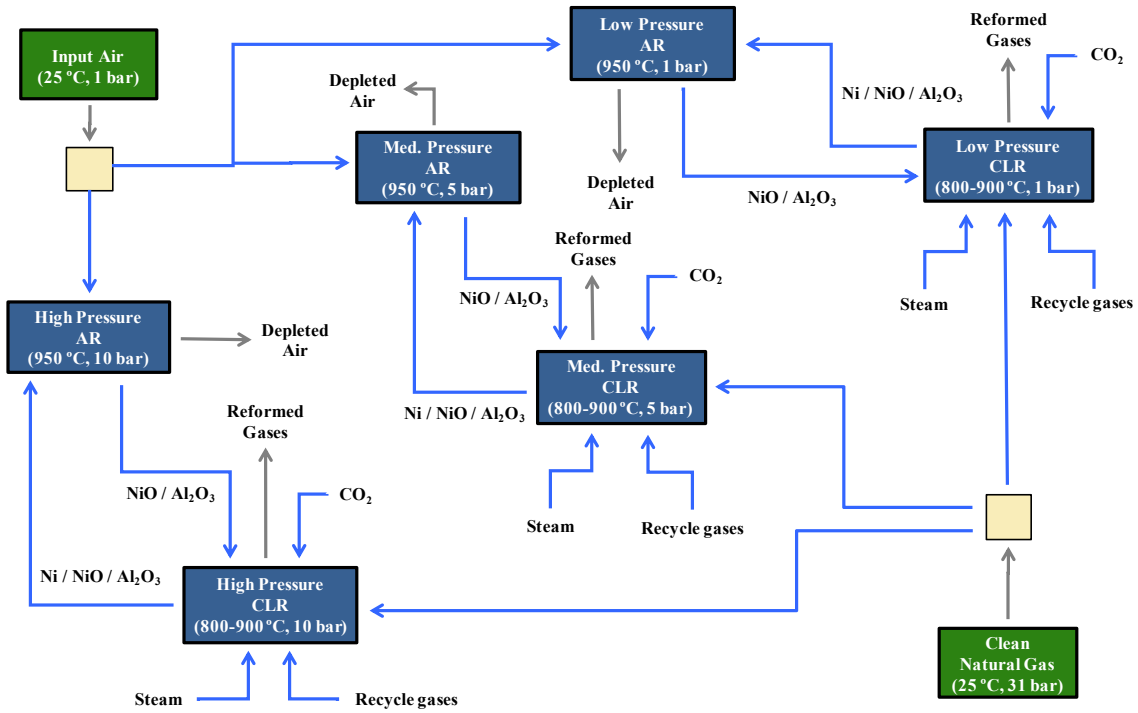 Input Air
(25 °C, 1 bar)
Low Pressure
AR
(950 °C, 1 bar)
Reformed
Gases
CO₂
Depleted
Air
Ni / NiO / Al₂O₃
Med. Pressure
AR
(950 °C, 5 bar)
Low Pressure
CLR
(800-900 °C, 1 bar)
Depleted
Air
NiO / Al₂O₃
Reformed
Gases
CO₂
NiO / Al₂O₃
Steam
Recycle gases
High Pressure
AR
(950 °C, 10 bar)
Depleted
Air
Med. Pressure
CLR
(800-900 °C, 5 bar)
Ni / NiO / Al₂O₃
Reformed
Gases
NiO / Al₂O₃
CO₂
Steam
Recycle gases
Ni / NiO / Al₂O₃
High Pressure
CLR
(800-900 °C, 10 bar)
Clean
Natural Gas
(25 °C, 31 bar)
Steam
Recycle gases